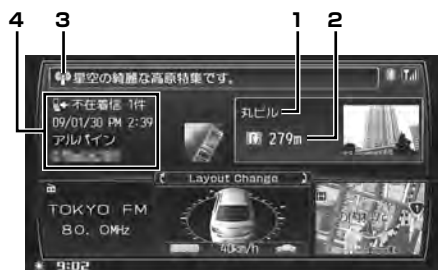 4 3 1 2
星空の綺麗な高原特集です。
不在着信 1件
09/01/30 PM 2:39
アルパイン
丸ビル
279m
Layout Change
TOKYO FM
80. 0MHz
40km/h
9:02